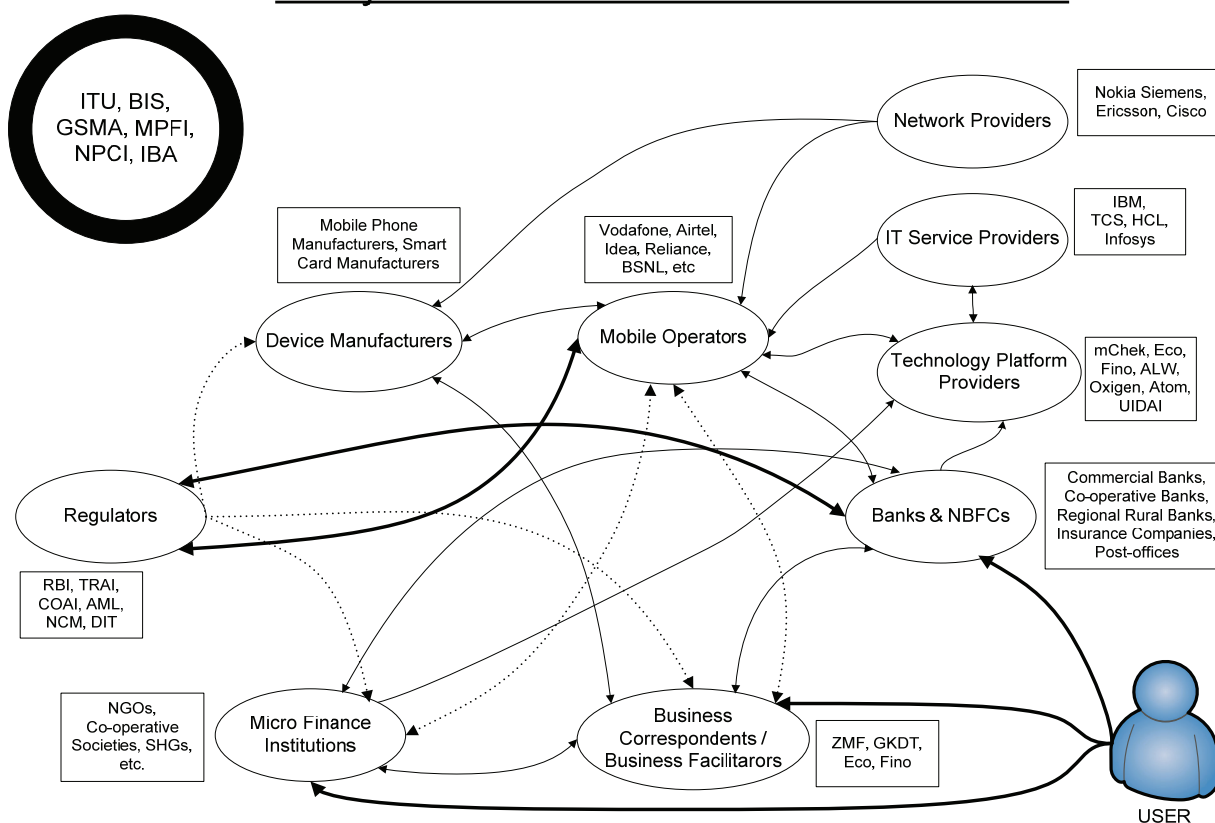 ITU, BIS,
GSMA, MPFI,
NPCI, IBA
Network Providers
Nokia Siemens,
Ericsson, Cisco
IT Service Providers
IBM,
TCS, HCL,
Infosys
Mobile Phone
Manufacturers, Smart
Card Manufacturers
Vodafone, Airtel,
Idea, Reliance,
BSNL, etc
Device Manufacturers
Mobile Operators
Technology Platform
Providers
mChek, Eco,
Fino, ALW,
Oxigen, Atom,
UIDAI
Regulators
Banks & NBFCs
Commercial Banks,
Co-operative Banks,
Regional Rural Banks,
Insurance Companies,
Post-offices
RBI, TRAI,
COAI, AML,
NCM, DIT
NGOs,
Co-operative
Societies, SHGs,
etc.
Micro Finance
Institutions
Business
Correspondents /
Business Facilitarors
ZMF, GKDT,
Eco, Fino
USER